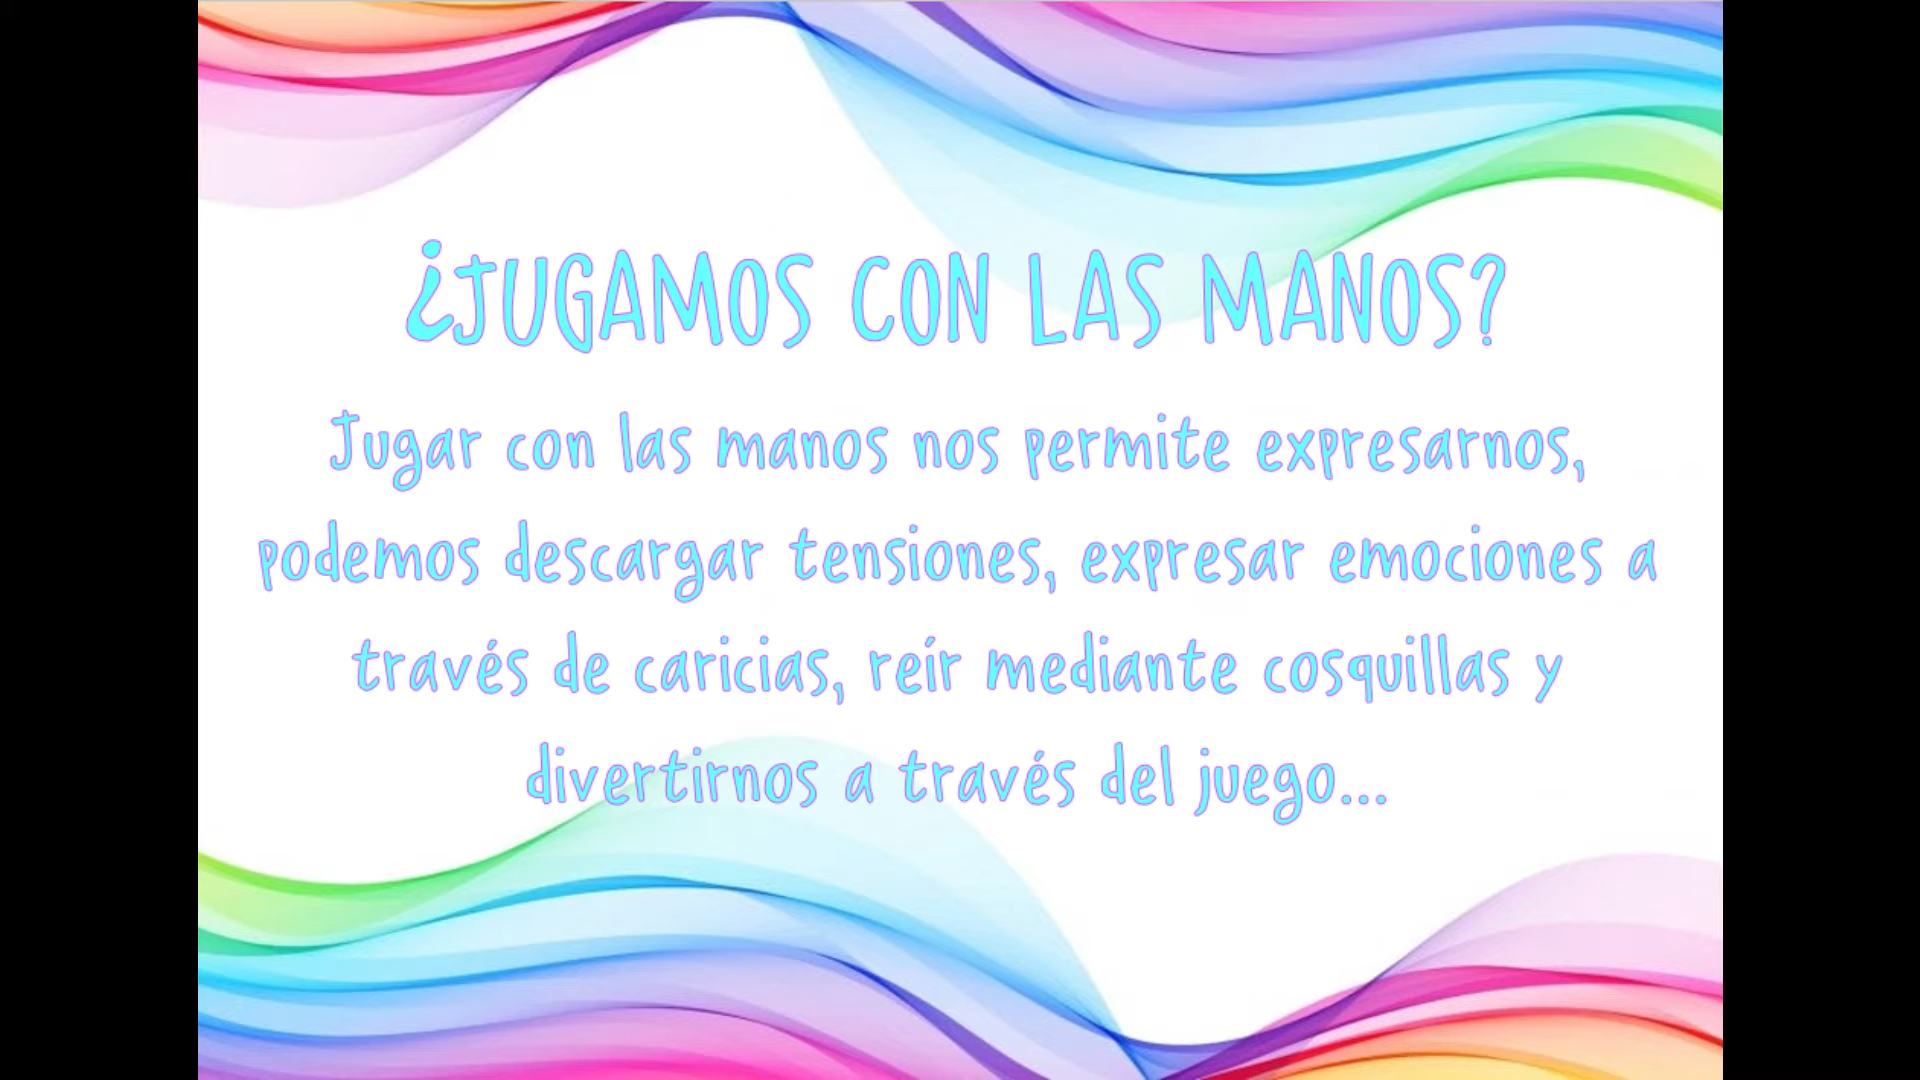 ¿JUGAMOS CON LAS MANOS?
Jugar con las manos nos permite expresarnos,
podemos descargar tensiones, expresar emociones a
través de caricias, reír mediante cosquillas y
divertirnos a través del juego...